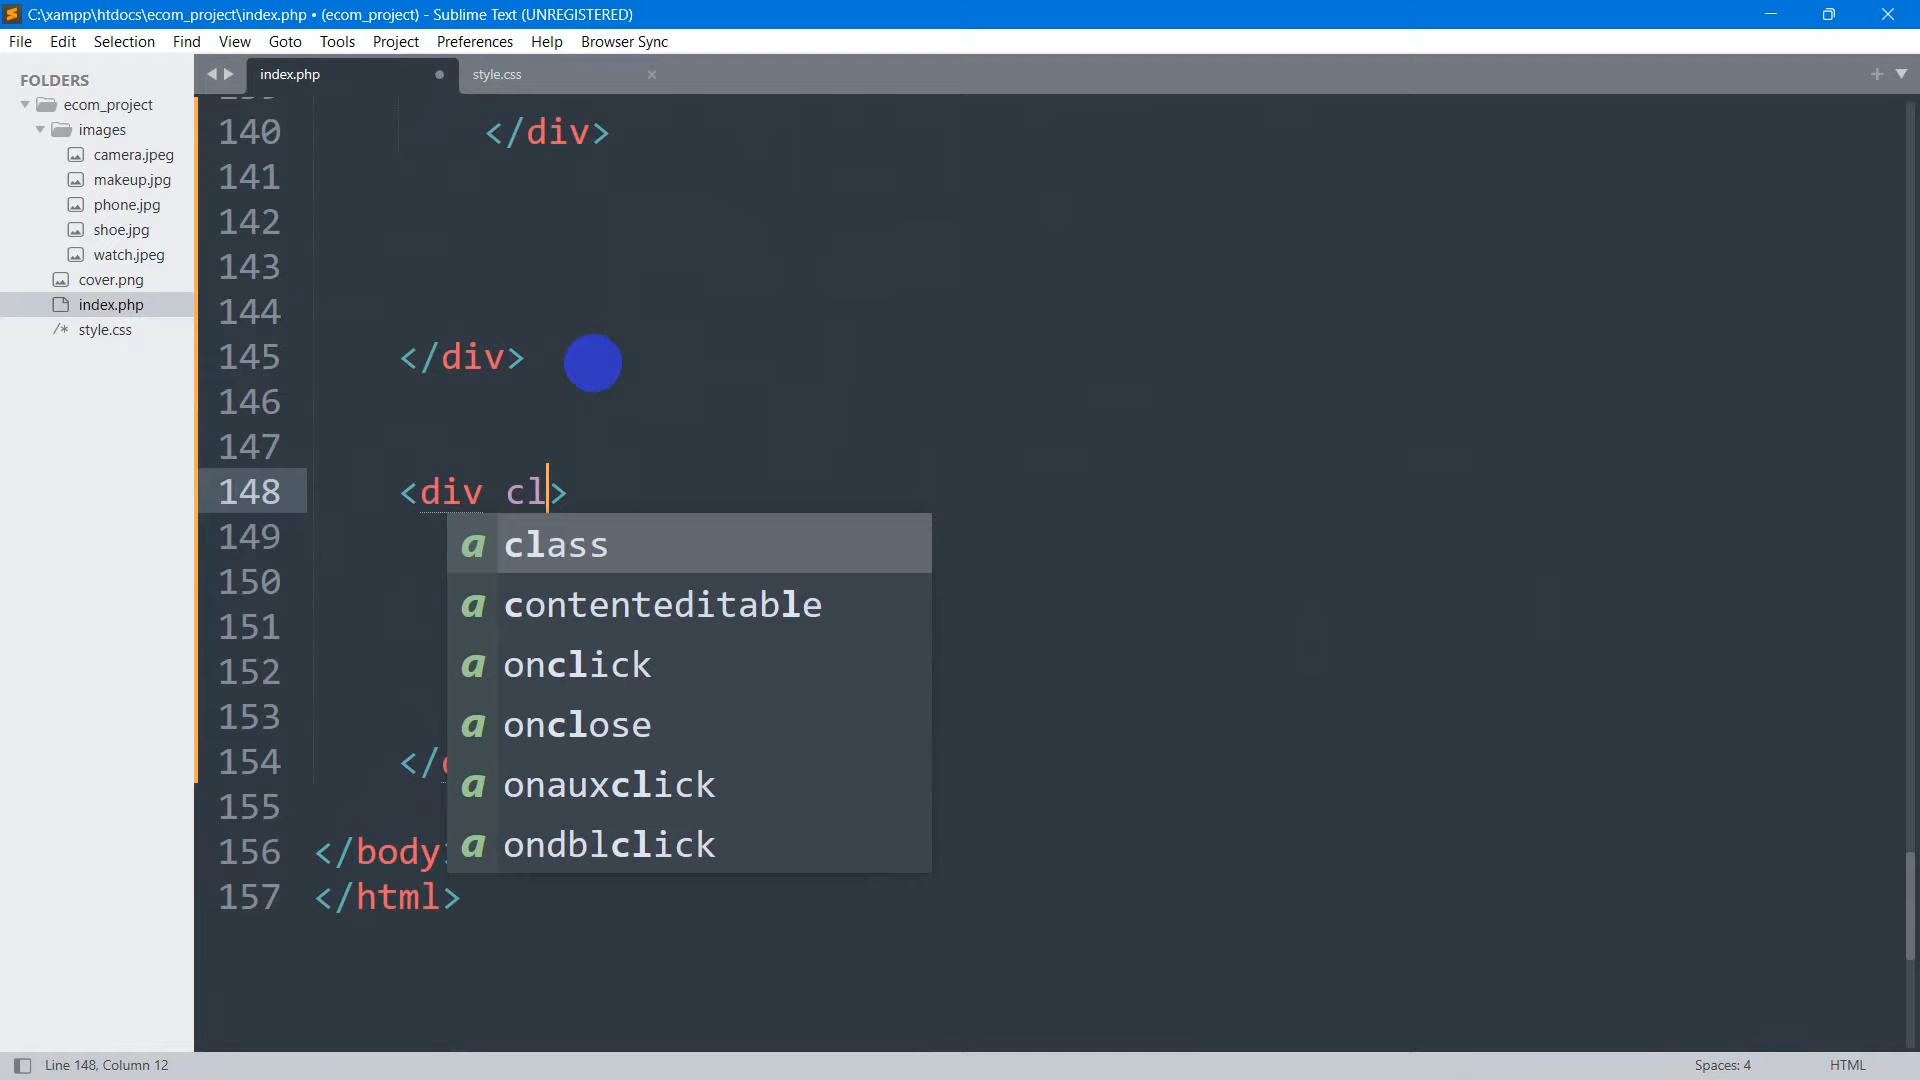 C:\xampp\htdocs\ecom_project\index.php • (ecom_project) - Sublime Text (UNREGISTERED)
File Edit Selection Find View Goto Tools Project Preferences Help Browser Sync
FOLDERS
ecom_project
images
camera.jpeg
makeup.jpg
phone.jpg
shoe.jpg
watch.jpeg
cover.png
index.php
/* style.css
index.php style.css
140 </div>
141
142
143
144
145 </div>
146
147
148 <div cl>
149 a class
150 a contenteditable
151 a onclick
152
153 a onclose
154 </
155 a onauxclick
156 </body
a ondblclick
157 </html>
Line 148, Column 12 Spaces: 4 HTML